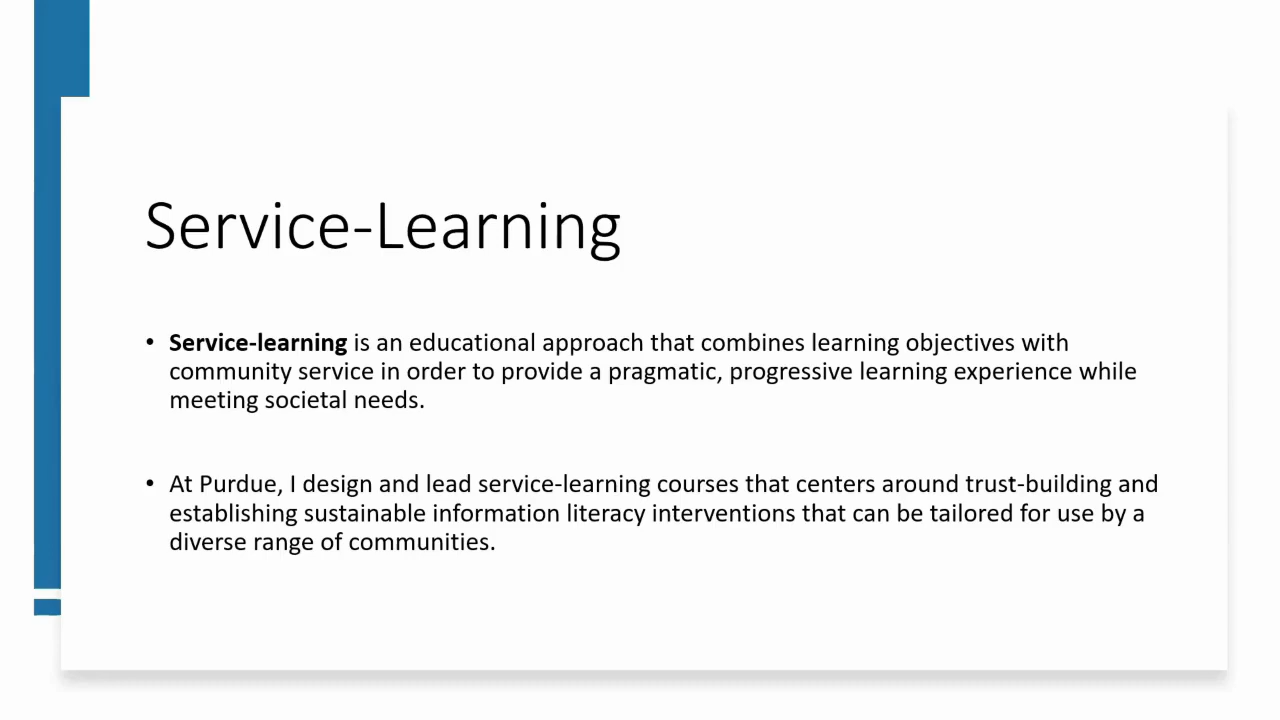 Service-Learning
• Service-learning is an educational approach that combines learning objectives with
community service in order to provide a pragmatic, progressive learning experience while
meeting societal needs.
• At Purdue, I design and lead service-learning courses that centers around trust-building and
establishing sustainable information literacy interventions that can be tailored for use by a
diverse range of communities.